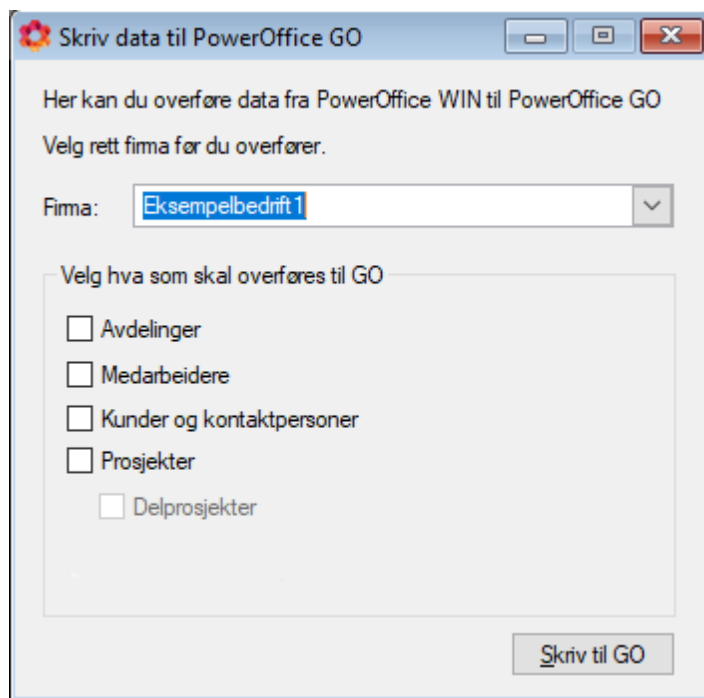 Skriv data til PowerOffice GO
Her kan du overføre data fra PowerOffice WIN til PowerOffice GO
Velg rett firma før du overfører.
Firma: Eksempelbedrift1
Velg hva som skal overføres til GO
Avdelinger
Medarbeidere
Kunder og kontaktpersoner
Prosjekter
Delprosjekter
Skriv til GO